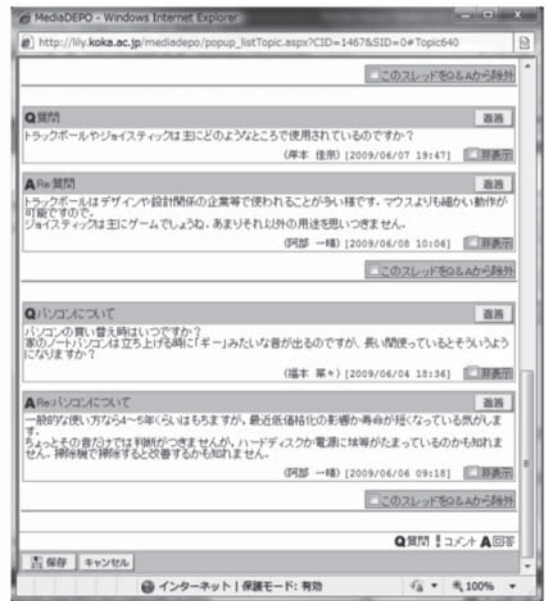 MediaDEPO - Windows Internet Explorer
http://lily.koka.ac.jp/mediadepo/popup_listTopic.aspx?CID=1467&SID=0#Topic640
このスレッドをQ&Aから除外
Q 質問
返答
トラックボールやジョイスティックは主にどのようなところで使用されているのですか?
(岸本 佳奈) [2009/06/07 19:47] 非表示
A Re:質問
返答
トラックボールはデザインや設計関係の企業等で使われることが多い様です。マウスよりも細かい動作が
可能ですので。
ジョイスティックは主にゲームでしょうね。あまりそれ以外の用途を思いつきません。
(阿部 一晴) [2009/06/08 10:06] 非表示
このスレッドをQ&Aから除外
Q パソコンについて
返答
パソコンの買い替え時はいつですか?
家のノートパソコンは立ち上げる時に「ギー」みたいな音が出るのですが、長い間使っているとそういうよう
になりますか?
(福本 菜々) [2009/06/04 18:36] 非表示
A Re:パソコンについて
返答
一般的な使い方なら4~5年くらいはもちますが、最近低価格化の影響か寿命が短くなっている気がしま
す。
ちょっとその音だけでは判断がつきませんが、ハードディスクか電源に埃等がたまっているのかも知れま
せん。掃除機で掃除すると改善するかも知れません。
(阿部 一晴) [2009/06/06 09:18] 非表示
このスレッドをQ&Aから除外
Q 質問 ! コメント A 回答
保存 キャンセル
インターネット | 保護モード: 有効 100%